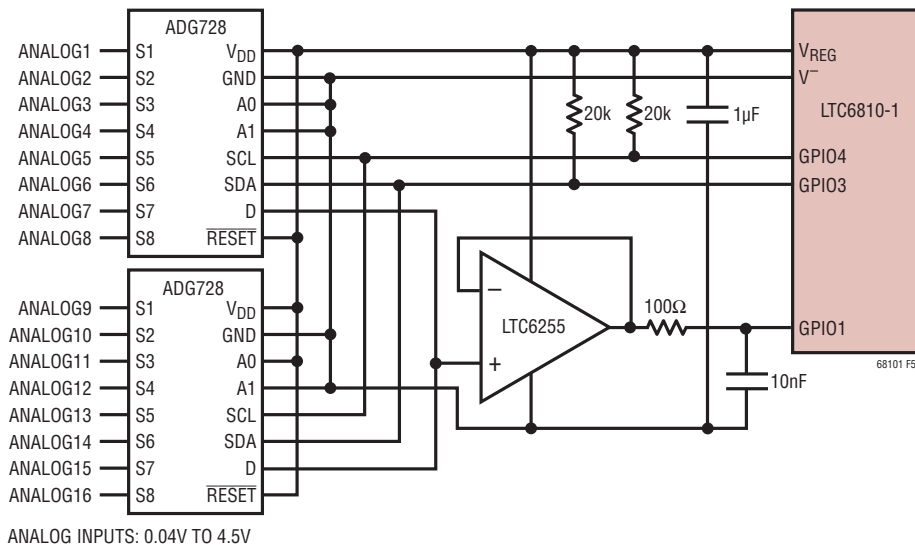 ADG728
ANALOG1 S1 VDD
ANALOG2 S2 GND
ANALOG3 S3 A0
ANALOG4 S4 A1
ANALOG5 S5 SCL
ANALOG6 S6 SDA
ANALOG7 S7 D
ANALOG8 S8 RESET
20k
20k
1µF
VREG
V–
LTC6810-1
GPIO4
GPIO3
GPIO1
ADG728
ANALOG9 S1 VDD
ANALOG10 S2 GND
ANALOG11 S3 A0
ANALOG12 S4 A1
ANALOG13 S5 SCL
ANALOG14 S6 SDA
ANALOG15 S7 D
ANALOG16 S8 RESET
–
LTC6255
+
100Ω
10nF
68101 F5
ANALOG INPUTS: 0.04V TO 4.5V